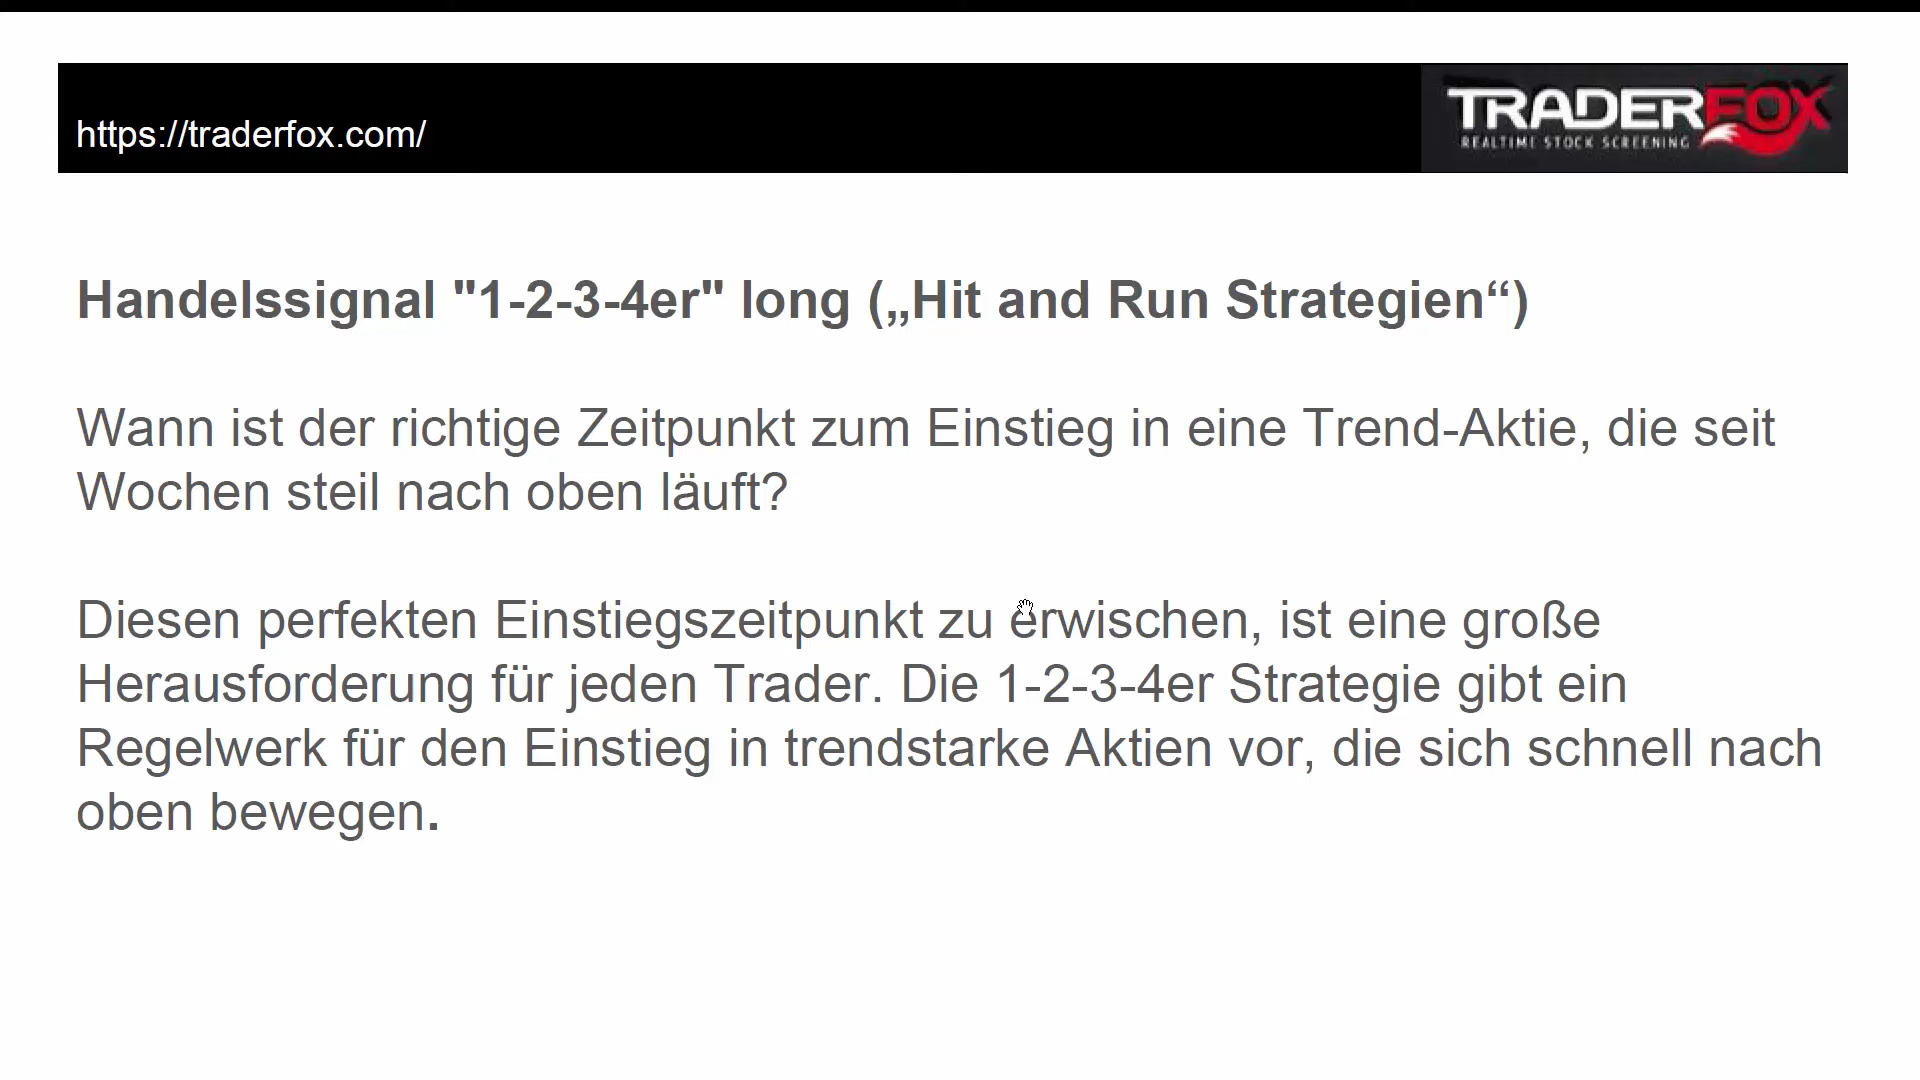 https://traderfox.com/
TRADERFOX
REALTIME STOCK SCREENING
Handelssignal "1-2-3-4er" long („Hit and Run Strategien“)
Wann ist der richtige Zeitpunkt zum Einstieg in eine Trend-Aktie, die seit
Wochen steil nach oben läuft?
Diesen perfekten Einstiegszeitpunkt zu erwischen, ist eine große
Herausforderung für jeden Trader. Die 1-2-3-4er Strategie gibt ein
Regelwerk für den Einstieg in trendstarke Aktien vor, die sich schnell nach
oben bewegen.